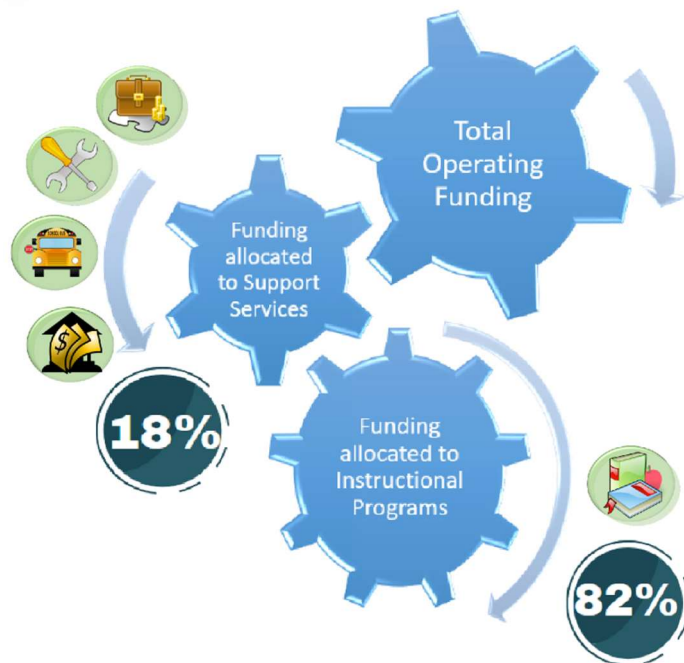 Total
Operating
Funding
Funding
allocated
to Support
Services
18%
Funding
allocated to
Instructional
Programs
82%
$